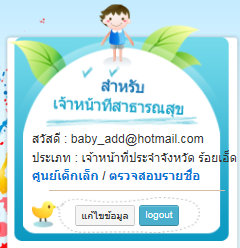 สำหรับ
เจ้าหน้าที่สาธารณสุข
สวัสดี : baby_add@hotmail.com
ประเภท : เจ้าหน้าที่ประจำจังหวัด ร้อยเอ็ด
ศูนย์เด็กเล็ก / ตรวจสอบรายชื่อ
แก้ไขข้อมูล logout